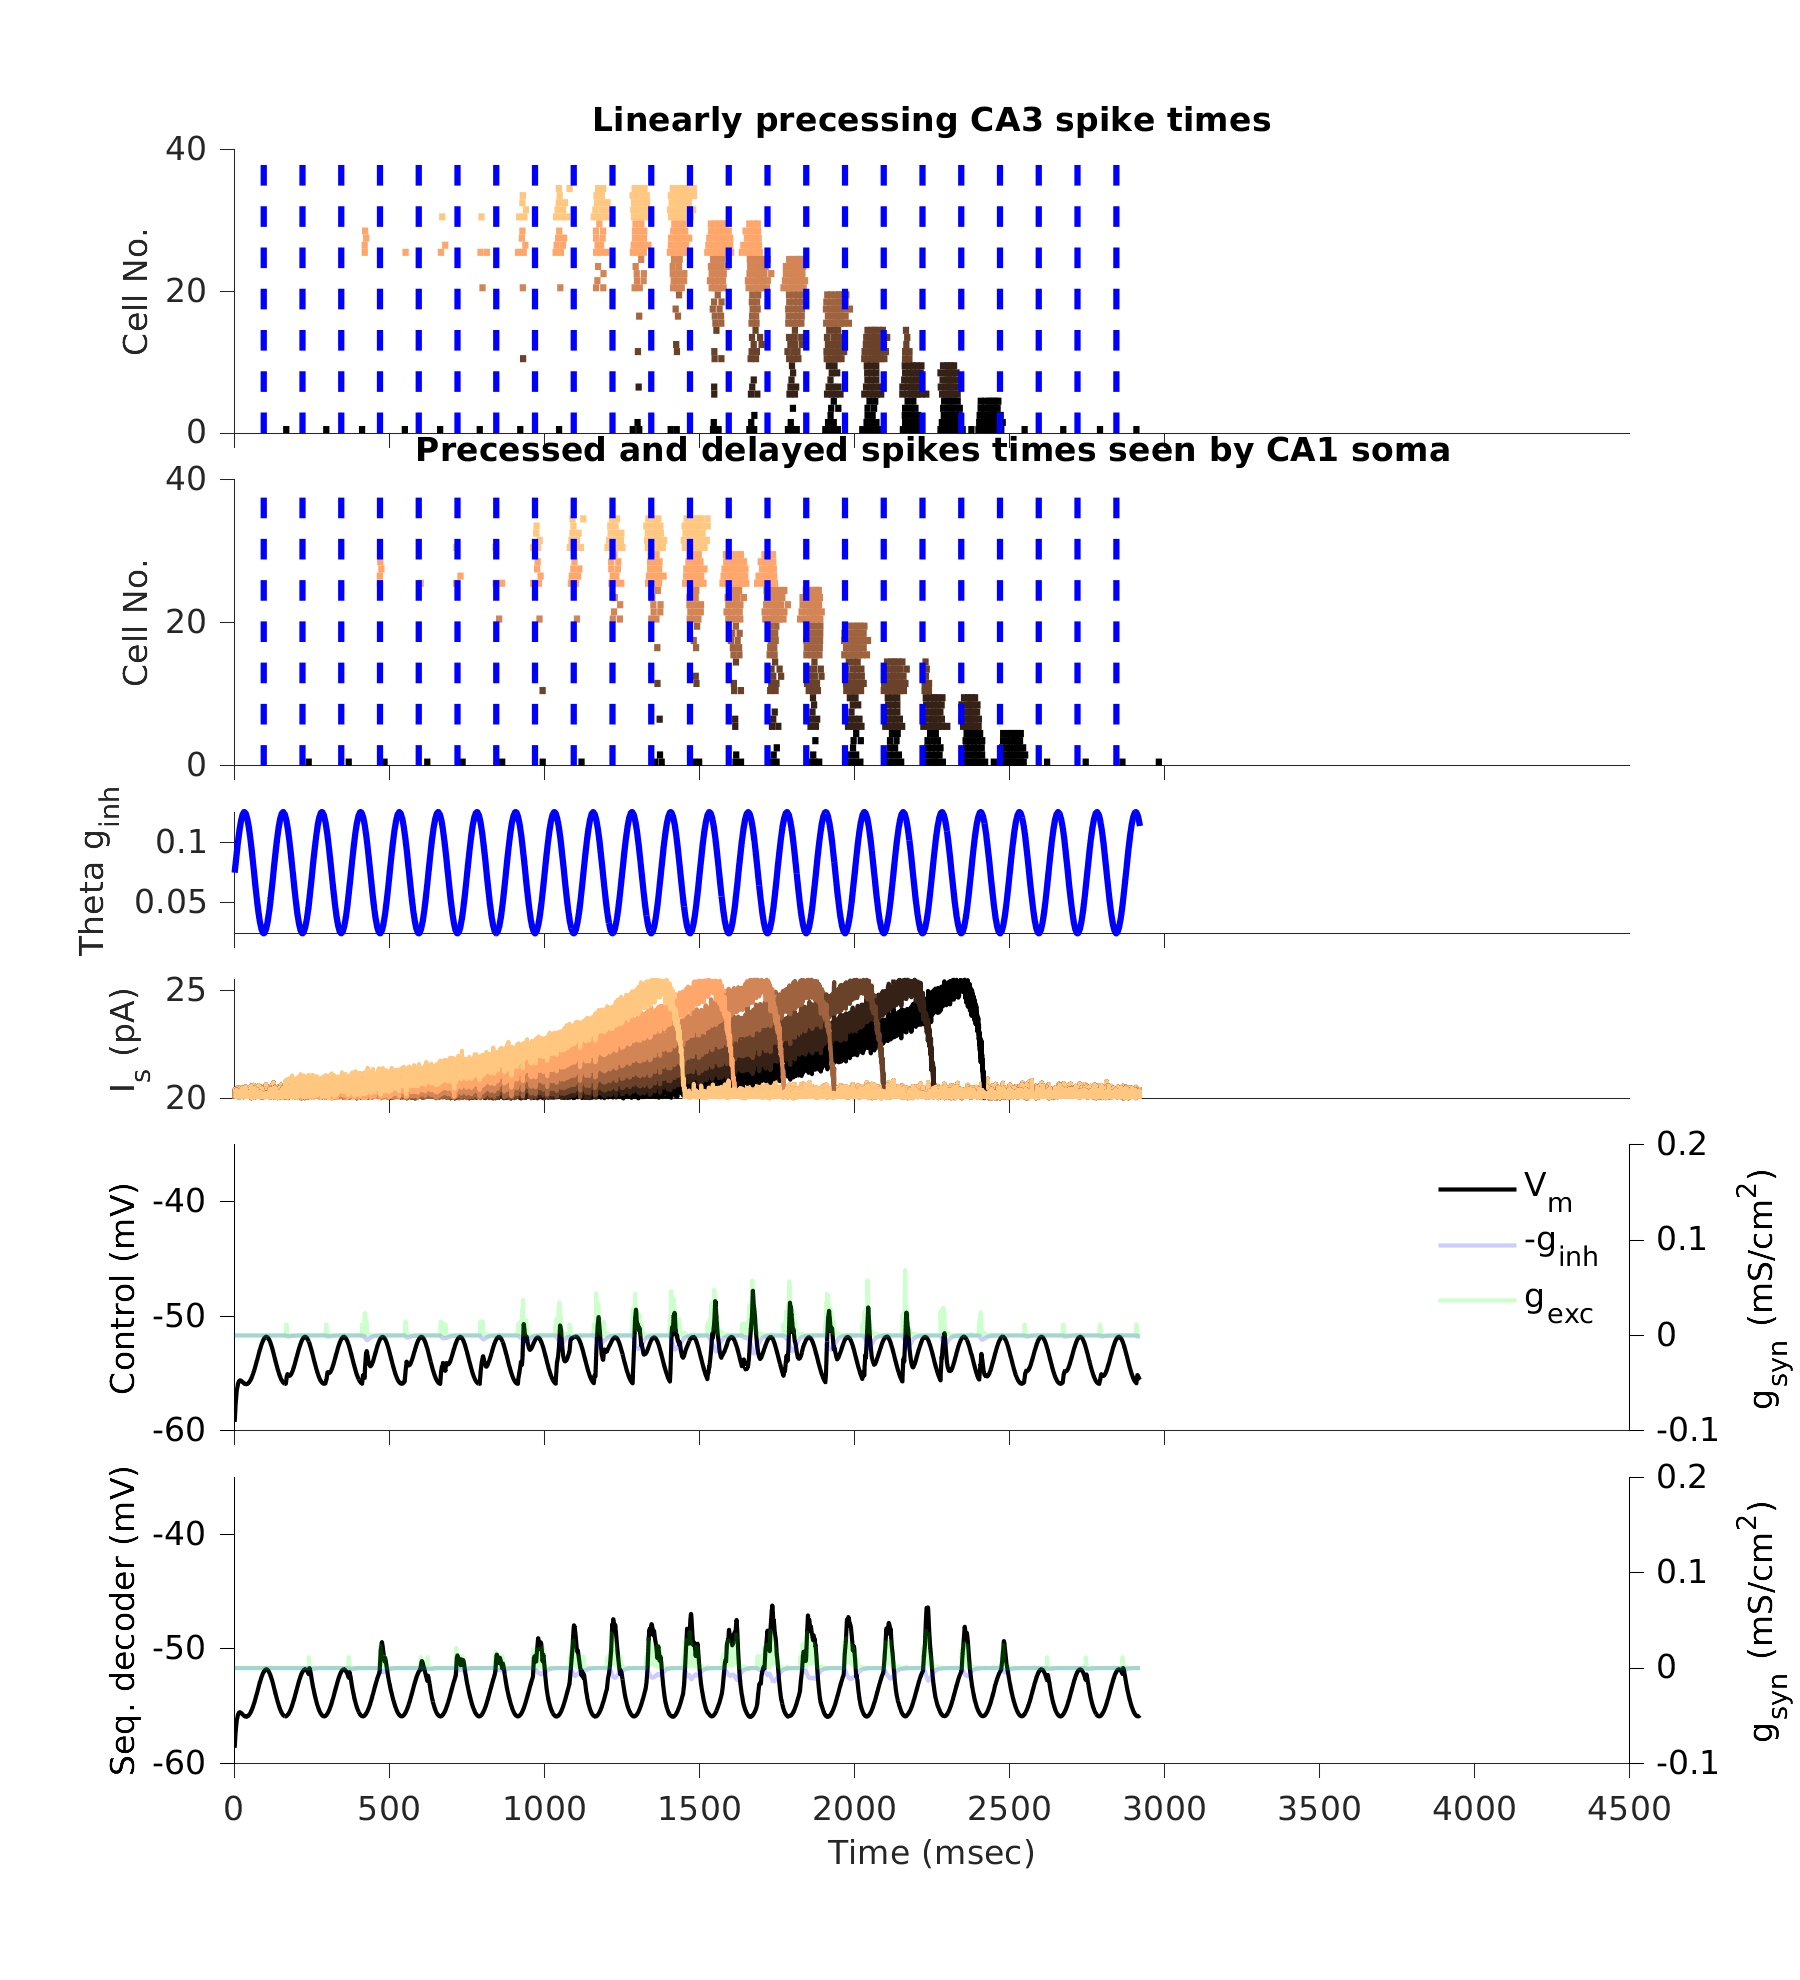 Linearly precessing CA3 spike times
40
20
0
Cell No.
Precessed and delayed spikes times seen by CA1 soma
40
20
0
Cell No.
0.1
0.05
Theta g_inh
25
20
I_s (pA)
-40
-50
-60
Control (mV)
V_m
-g_inh
g_exc
0.2
0.1
0
-0.1
g_syn (mS/cm^2)
-40
-50
-60
Seq. decoder (mV)
0.2
0.1
0
-0.1
g_syn (mS/cm^2)
0 500 1000 1500 2000 2500 3000 3500 4000 4500
Time (msec)